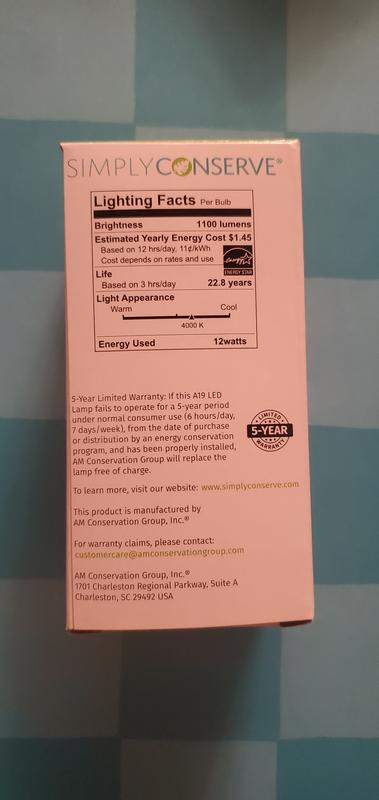 SIMPLYCONSERVE®
Lighting Facts Per Bulb
Brightness 1100 lumens
Estimated Yearly Energy Cost $1.45
Based on 12 hrs/day, 11¢/kWh
Cost depends on rates and use
energy
ENERGY STAR
Life
Based on 3 hrs/day 22.8 years
Light Appearance
Warm Cool
4000 K
Energy Used 12watts
5-Year Limited Warranty: If this A19 LED
Lamp fails to operate for a 5-year period
under normal consumer use (6 hours/day,
7 days/week), from the date of purchase
or distribution by an energy conservation
program, and has been properly installed,
AM Conservation Group will replace the
lamp free of charge.
LIMITED
5-YEAR
WARRANTY
To learn more, visit our website: www.simplyconserve.com
This product is manufactured by
AM Conservation Group, Inc.®
For warranty claims, please contact:
customercare@amconservationgroup.com
AM Conservation Group, Inc.®
1701 Charleston Regional Parkway, Suite A
Charleston, SC 29492 USA